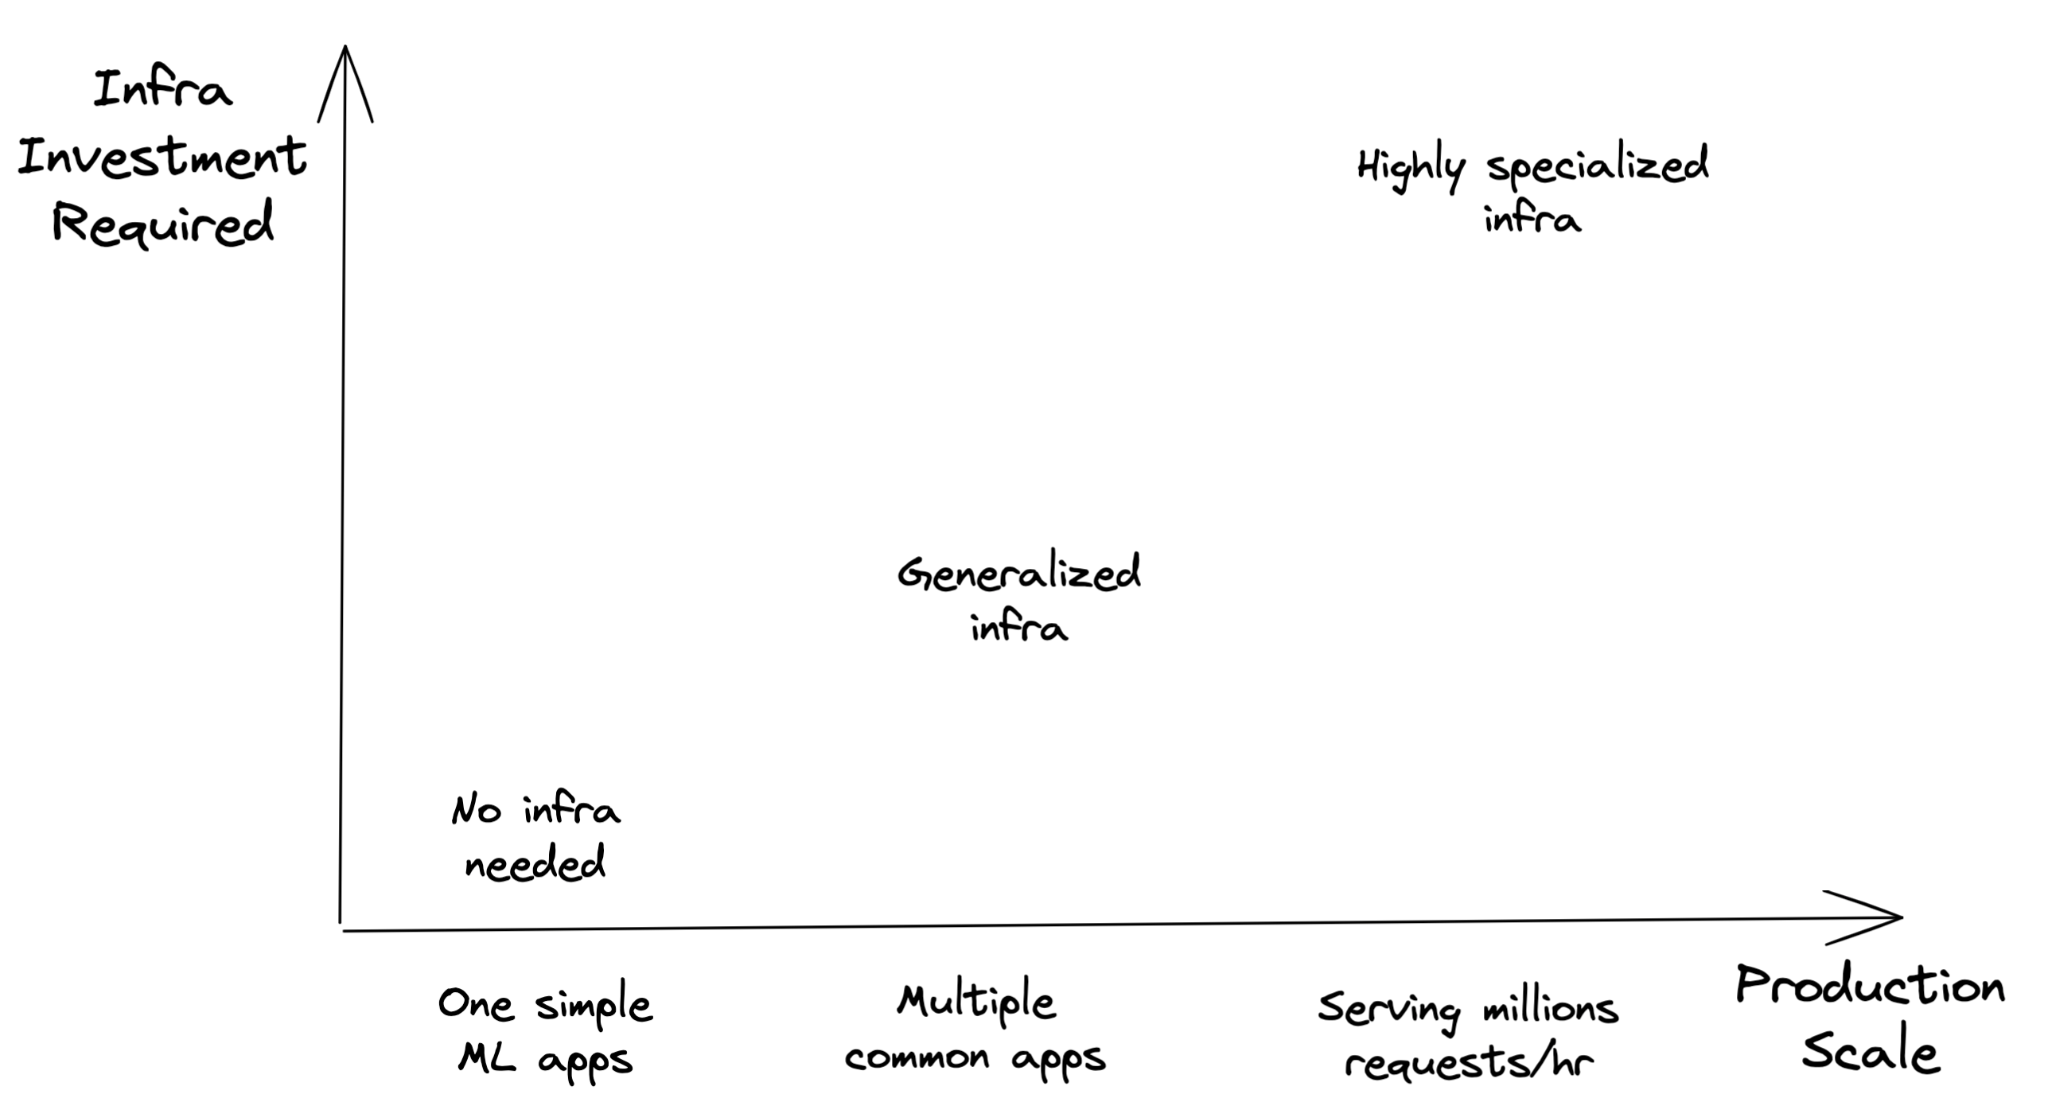 Infra
Investment
Required
Highly specialized
infra
Generalized
infra
No infra
needed
One simple
ML apps
Multiple
common apps
Serving millions
requests/hr
Production
Scale